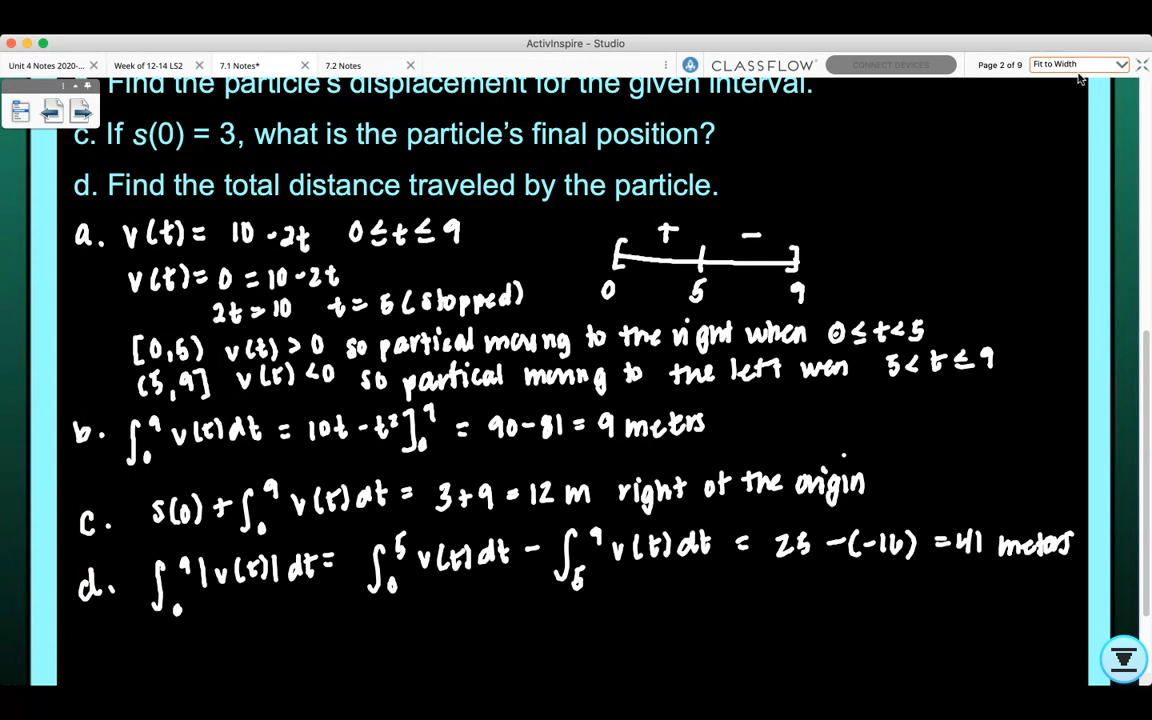 ActivInspire - Studio
Unit 4 Notes 2020-...
Week of 12-14 LS2
7.1 Notes*
7.2 Notes
CLASSFLOW
CONNECT DEVICES
Page 2 of 9
Fit to Width
Find the particle's displacement for the given interval.
c. If s(0) = 3, what is the particle's final position?
d. Find the total distance traveled by the particle.
a. v(t) = 10 - 2t 0 ≤ t ≤ 9
+ −
v(t) = 0 = 10 - 2t
0 5 9
2t = 10 t = 5 (stopped)
[0,5) v(t) > 0 so partical moving to the right when 0 ≤ t < 5
(5,9] v(t) < 0 so partical moving to the left wen 5 < t ≤ 9
b. ∫₀⁹ v(t)dt = 10t - t²]₀⁹ = 90-81 = 9 meters
c. s(0) + ∫₀⁹ v(t)dt = 3+9 = 12 m right of the origin
d. ∫₀⁹ |v(t)| dt = ∫₀⁵ v(t)dt - ∫₅⁹ v(t)dt = 25 -(-16) = 41 meters